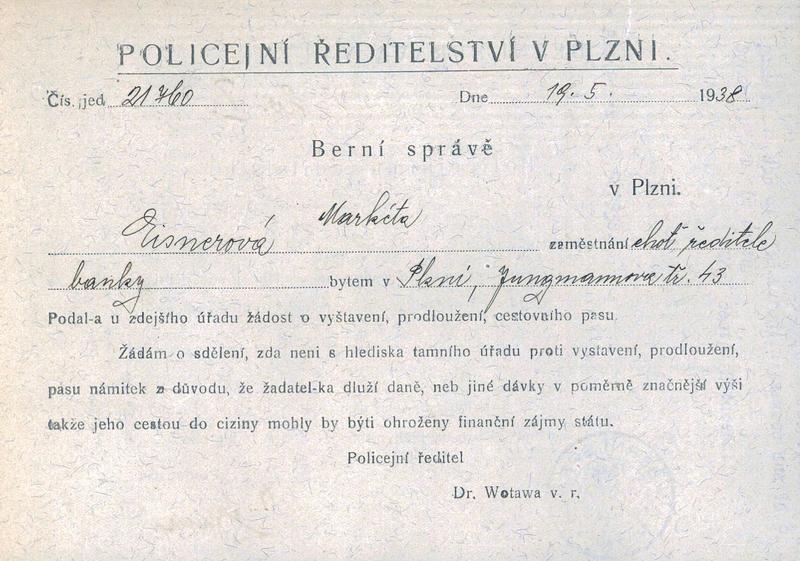 POLICEJNÍ ŘEDITELSTVÍ V PLZNI.
Čís. jed. 21760 Dne 19. 5. 1938
Berní správě
v Plzni.
Eisnerová Markéta zaměstnání choť ředitele
banky bytem v Plzni, Jungmannova tř. 43
Podal-a u zdejšího úřadu žádost o vyštavení, prodloužení, cestovního pasu.
Žádám o sdělení, zda neni s hlediska tamního úřadu proti vystavení, prodloužení,
pasu námitek z důvodu, že žadatel-ka dluží daně, neb jiné dávky v poměrně značnější výši
takže jeho cestou do ciziny mohly by býti ohroženy finanční zájmy státu.
Policejní ředitel
Dr. Wotawa v. r.